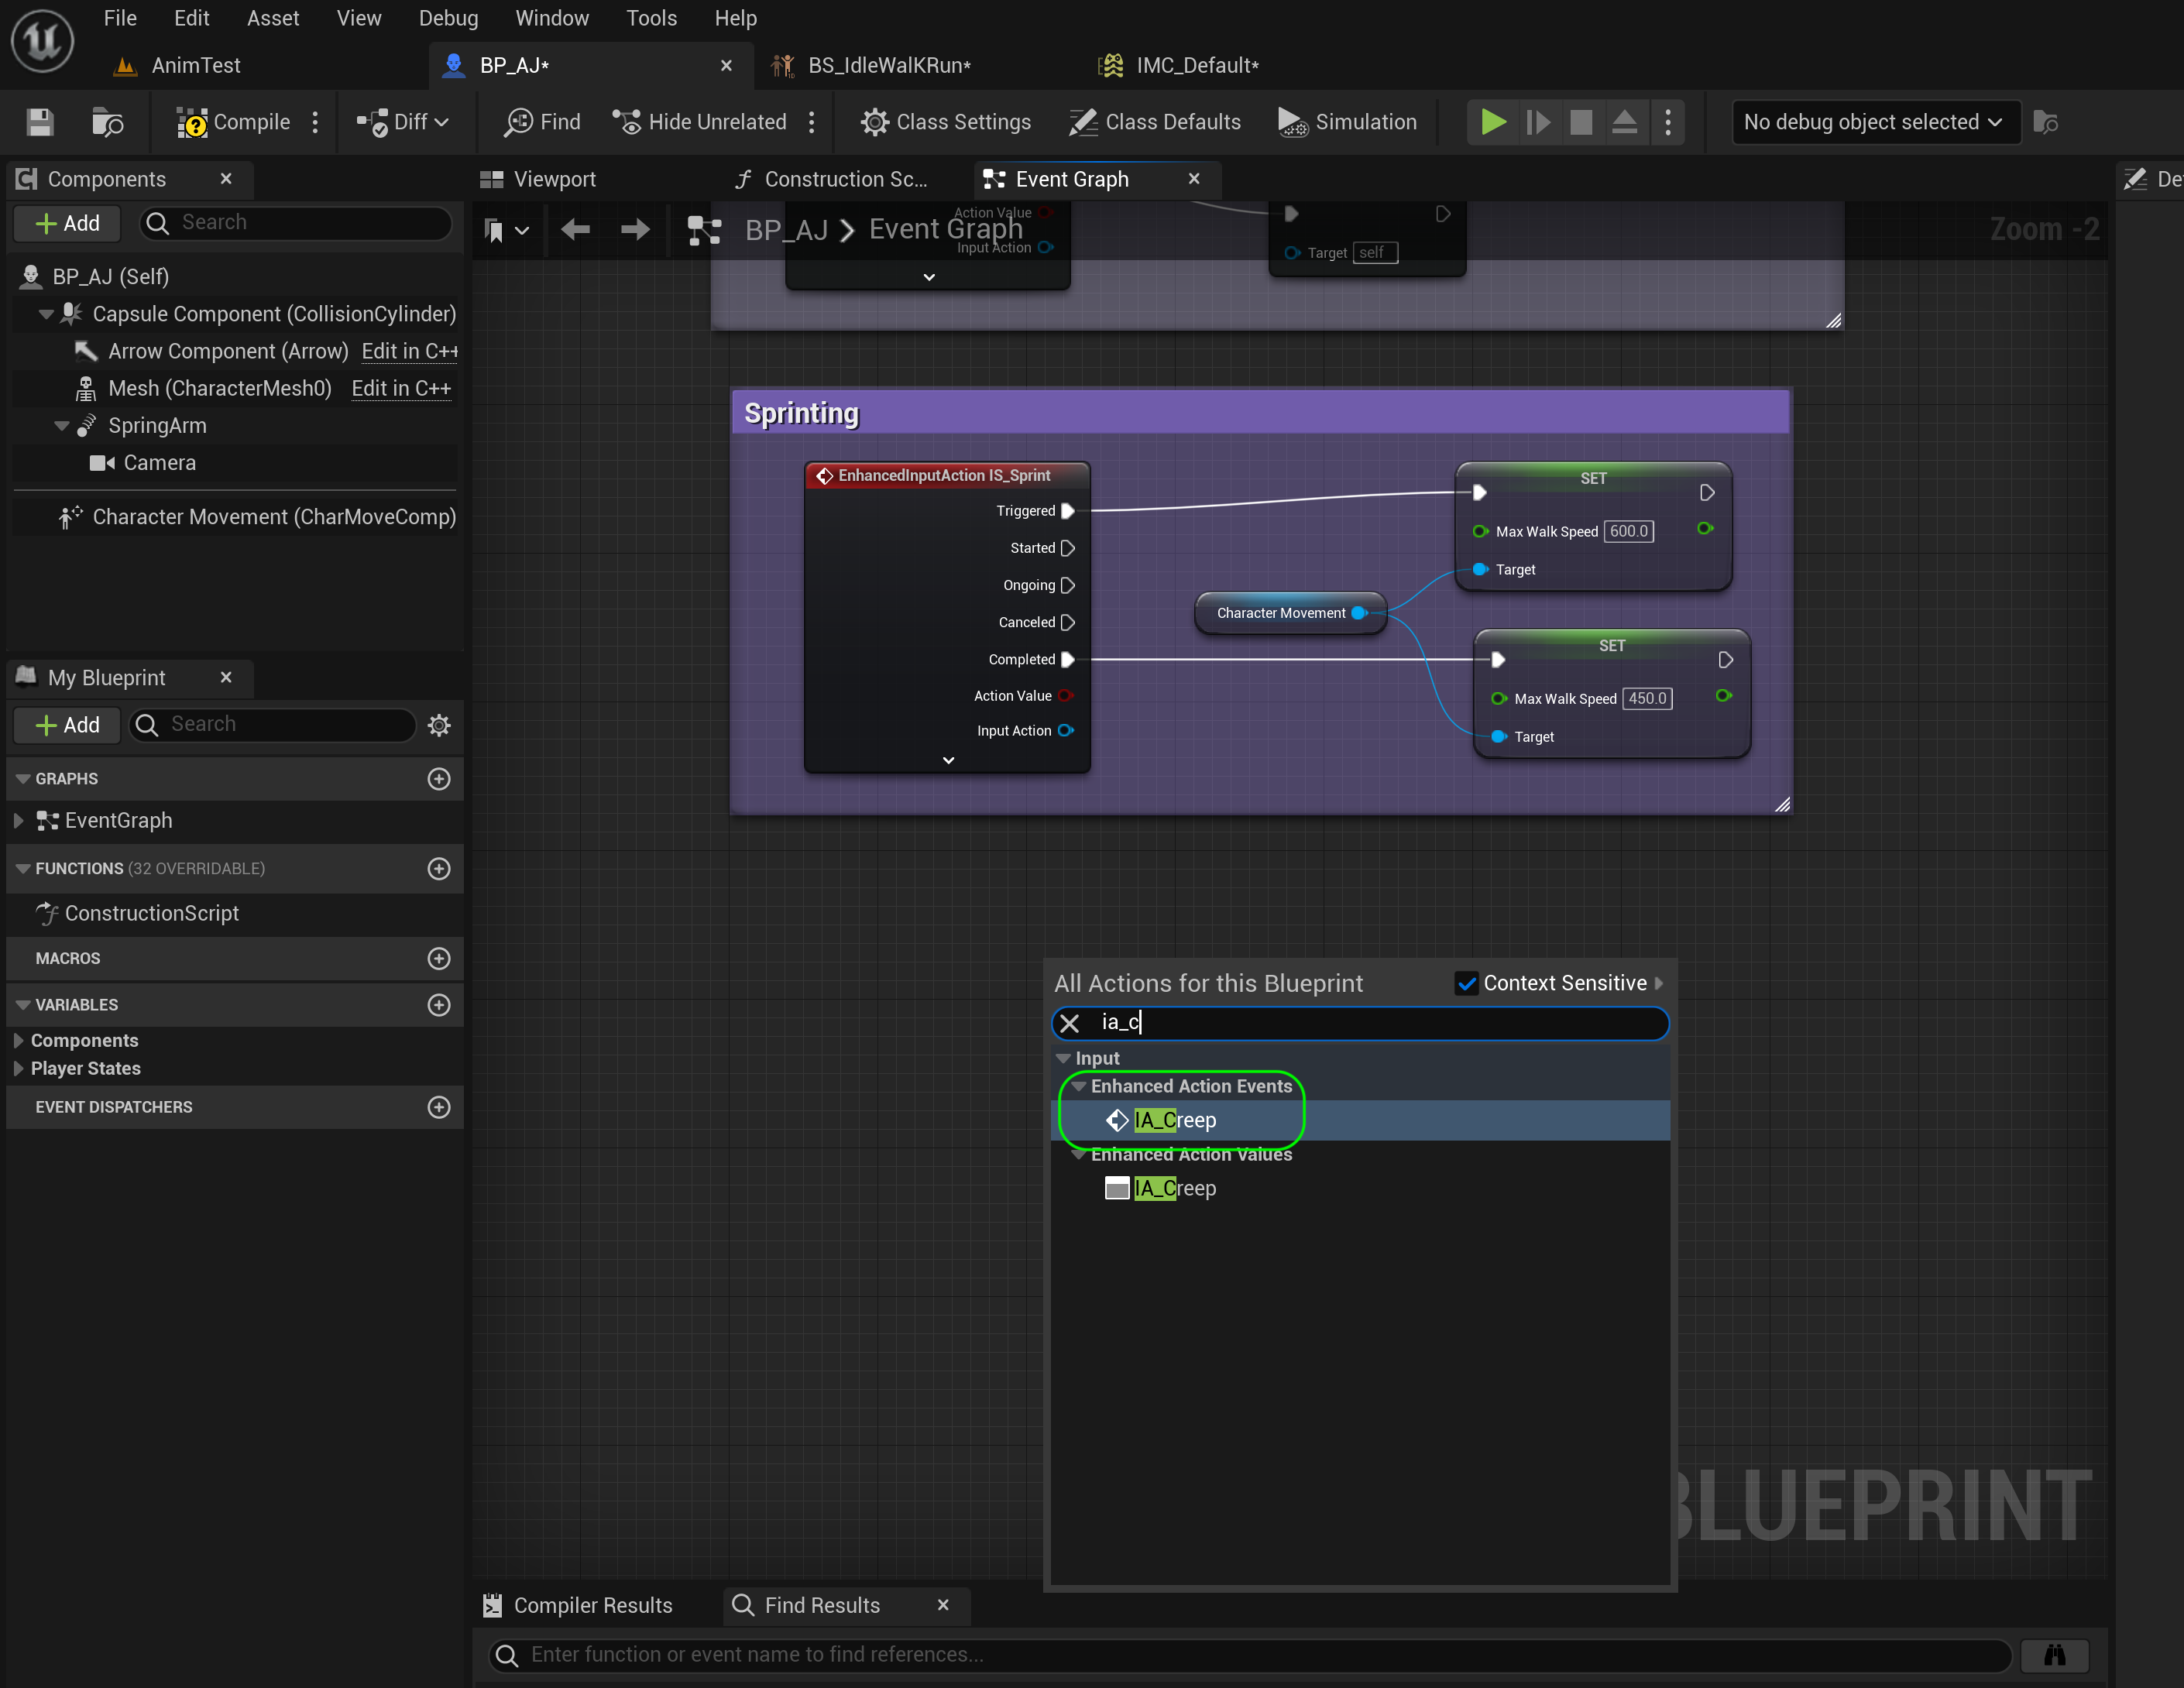 File Edit Asset View Debug Window Tools Help
AnimTest BP_AJ* BS_IdleWalKRun* IMC_Default*
Compile Diff Find Hide Unrelated Class Settings Class Defaults Simulation No debug object selected
Components Viewport Construction Sc... Event Graph De
Add Search
BP_AJ > Event Graph Zoom -2
Action Value
Input Action
Target self
BP_AJ (Self)
Capsule Component (CollisionCylinder)
Arrow Component (Arrow) Edit in C++
Mesh (CharacterMesh0) Edit in C++
SpringArm
Camera
Character Movement (CharMoveComp)
Sprinting
EnhancedInputAction IS_Sprint
Triggered
Started
Ongoing
Canceled
Completed
Action Value
Input Action
Character Movement
SET
Max Walk Speed 600.0
Target
SET
Max Walk Speed 450.0
Target
My Blueprint
Add Search
GRAPHS
EventGraph
FUNCTIONS (32 OVERRIDABLE)
ConstructionScript
MACROS
VARIABLES
Components
Player States
EVENT DISPATCHERS
All Actions for this Blueprint Context Sensitive
ia_c
Input
Enhanced Action Events
IA_Creep
Enhanced Action Values
IA_Creep
BLUEPRINT
Compiler Results Find Results
Enter function or event name to find references...